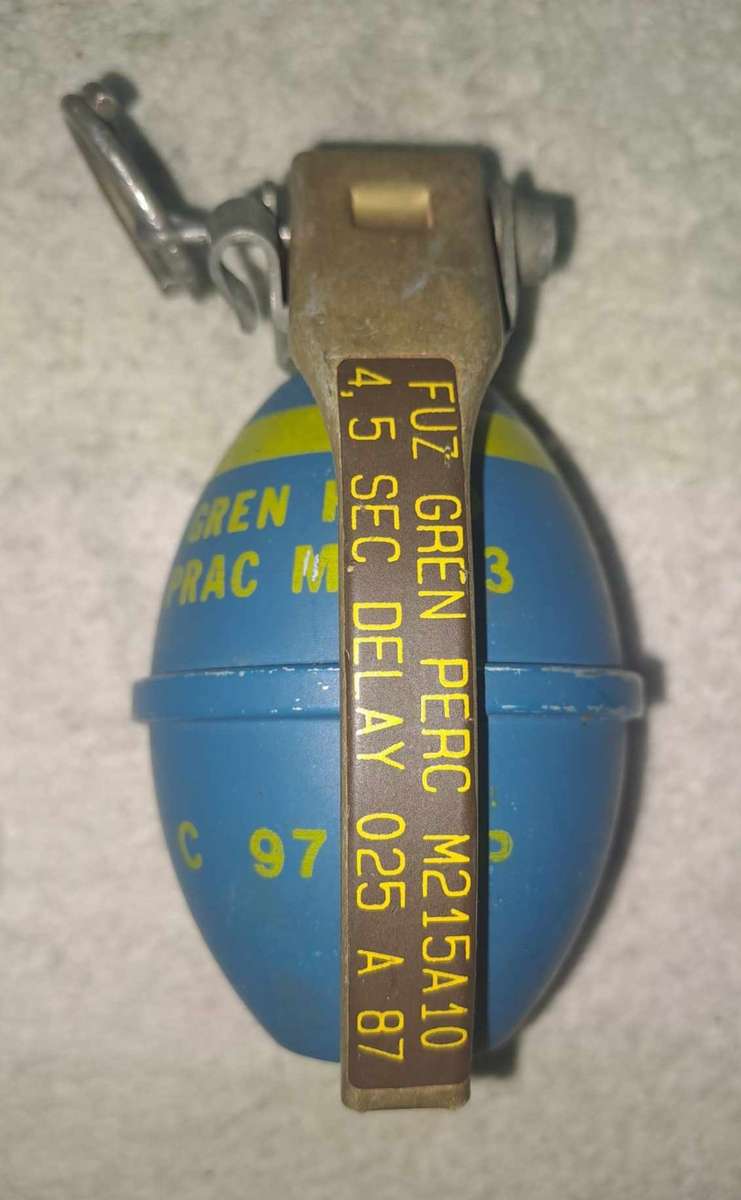 FUZ GREN PERC M215A10
4,5 SEC DELAY 025 A 87
GREN
PRAC
C 97